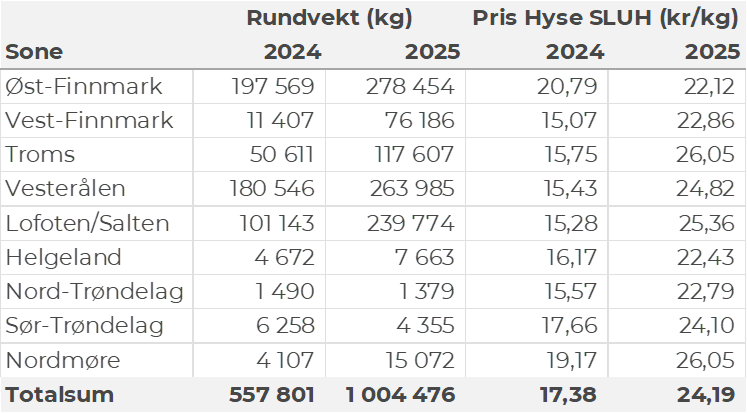 Rundvekt (kg) Pris Hyse SLUH (kr/kg)
Sone 2024 2025 2024 2025
Øst-Finnmark 197 569 278 454 20,79 22,12
Vest-Finnmark 11 407 76 186 15,07 22,86
Troms 50 611 117 607 15,75 26,05
Vesterålen 180 546 263 985 15,43 24,82
Lofoten/Salten 101 143 239 774 15,28 25,36
Helgeland 4 672 7 663 16,17 22,43
Nord-Trøndelag 1 490 1 379 15,57 22,79
Sør-Trøndelag 6 258 4 355 17,66 24,10
Nordmøre 4 107 15 072 19,17 26,05
Totalsum 557 801 1 004 476 17,38 24,19